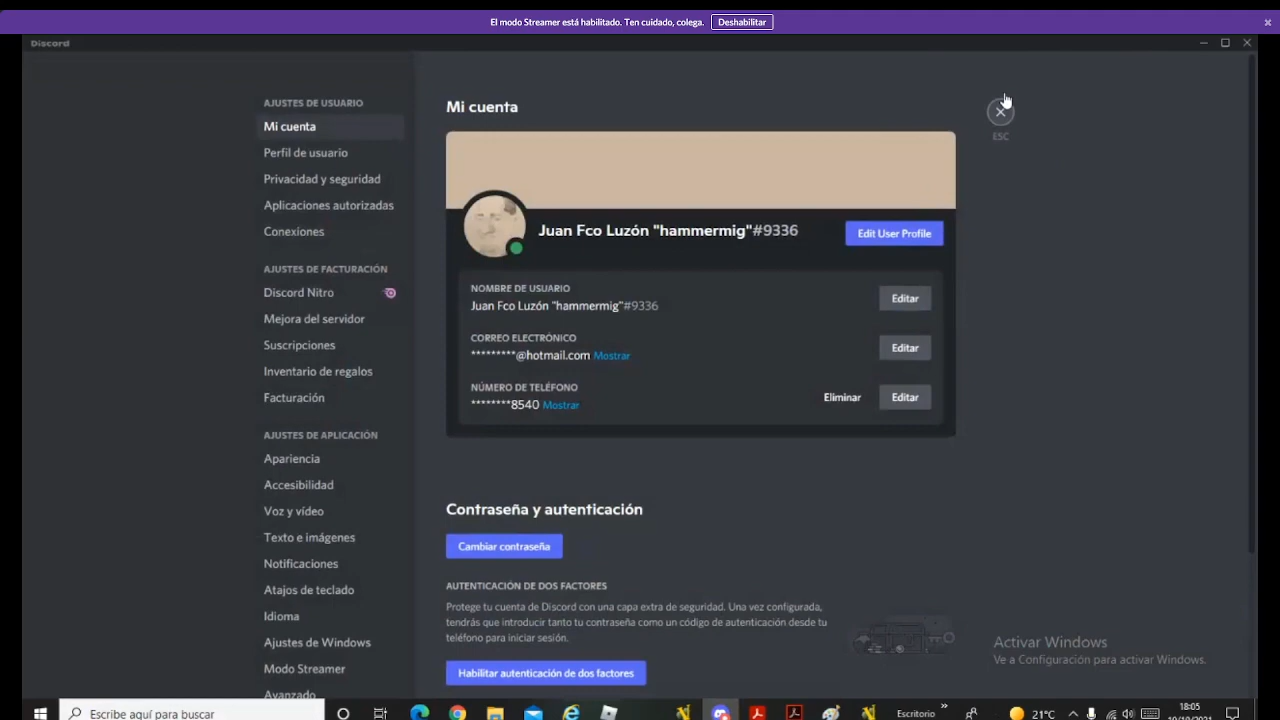 El modo Streamer está habilitado. Ten cuidado, colega. Deshabilitar
Discord
AJUSTES DE USUARIO
Mi cuenta
Perfil de usuario
Privacidad y seguridad
Aplicaciones autorizadas
Conexiones
AJUSTES DE FACTURACIÓN
Discord Nitro
Mejora del servidor
Suscripciones
Inventario de regalos
Facturación
AJUSTES DE APLICACIÓN
Apariencia
Accesibilidad
Voz y vídeo
Texto e imágenes
Notificaciones
Atajos de teclado
Idioma
Ajustes de Windows
Modo Streamer
Avanzado
Mi cuenta
ESC
Juan Fco Luzón "hammermig"#9336
Edit User Profile
NOMBRE DE USUARIO
Juan Fco Luzón "hammermig"#9336
Editar
CORREO ELECTRÓNICO
*********@hotmail.com Mostrar
Editar
NÚMERO DE TELÉFONO
********8540 Mostrar
Eliminar
Editar
Contraseña y autenticación
Cambiar contraseña
AUTENTICACIÓN DE DOS FACTORES
Protege tu cuenta de Discord con una capa extra de seguridad. Una vez configurada,
tendrás que introducir tanto tu contraseña como un código de autenticación desde tu
teléfono para iniciar sesión.
Habilitar autenticación de dos factores
Activar Windows
Ve a Configuración para activar Windows.
Escribe aquí para buscar
Escritorio
21°C
18:05